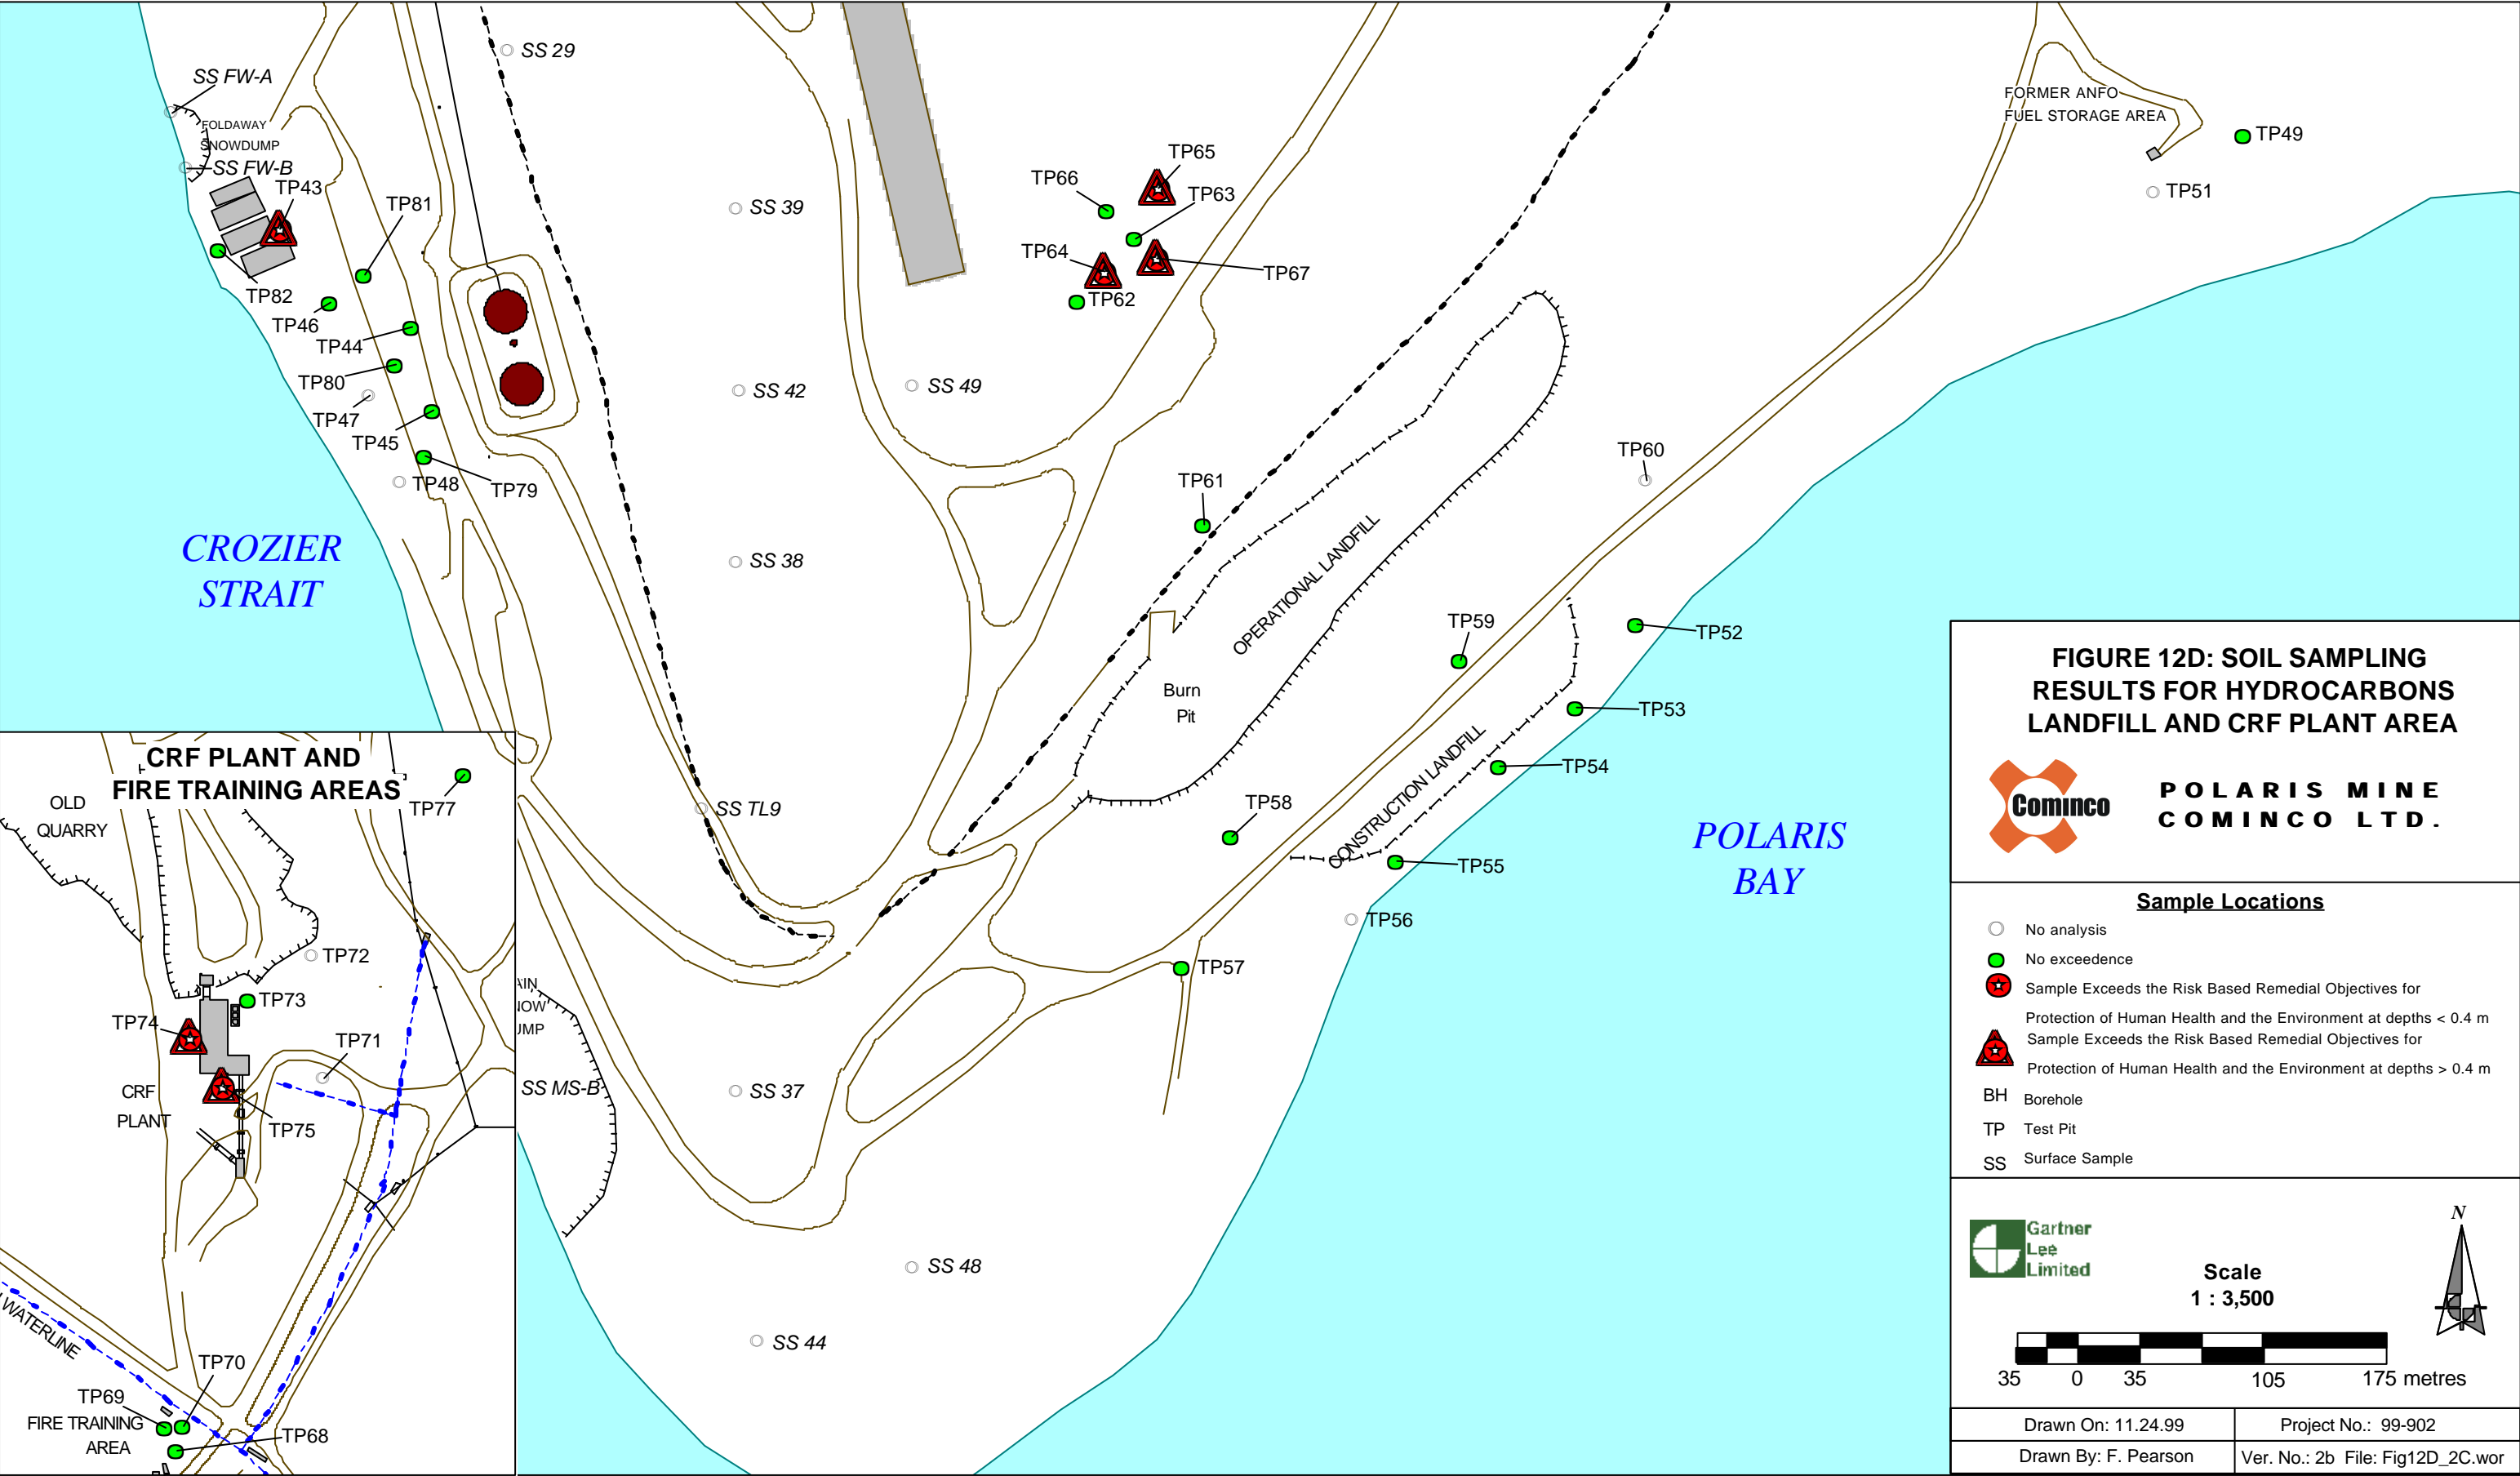 SS 29
SS FW-A
FOLDAWAY
SNOWDUMP
SS FW-B
TP43
TP81
TP82
TP46
TP44
TP80
TP47
TP45
TP48
TP79
SS 39
SS 42
SS 49
SS 38
TP65
TP66
TP63
TP64
TP67
TP62
FORMER ANFO
FUEL STORAGE AREA
TP49
TP51
TP60
TP61
CROZIER
STRAIT
OPERATIONAL LANDFILL
Burn
Pit
TP59
TP52
TP53
TP54
CONSTRUCTION LANDFILL
TP58
TP55
TP56
TP57
POLARIS
BAY
SS TL9
SS 37
SS MS-B
SS 48
SS 44
AIN
NOW
UMP
CRF PLANT AND
FIRE TRAINING AREAS
OLD
QUARRY
TP77
TP72
TP73
TP74
TP71
CRF
PLANT
TP75
WATERLINE
TP70
TP69
FIRE TRAINING
AREA
TP68
FIGURE 12D: SOIL SAMPLING
RESULTS FOR HYDROCARBONS
LANDFILL AND CRF PLANT AREA
Cominco
POLARIS MINE
COMINCO LTD.
Sample Locations
No analysis
No exceedence
Sample Exceeds the Risk Based Remedial Objectives for
Protection of Human Health and the Environment at depths < 0.4 m
Sample Exceeds the Risk Based Remedial Objectives for
Protection of Human Health and the Environment at depths > 0.4 m
BH Borehole
TP Test Pit
SS Surface Sample
Gartner
Lee
Limited
Scale
1 : 3,500
N
35 0 35 105 175 metres
Drawn On: 11.24.99
Project No.: 99-902
Drawn By: F. Pearson
Ver. No.: 2b File: Fig12D_2C.wor